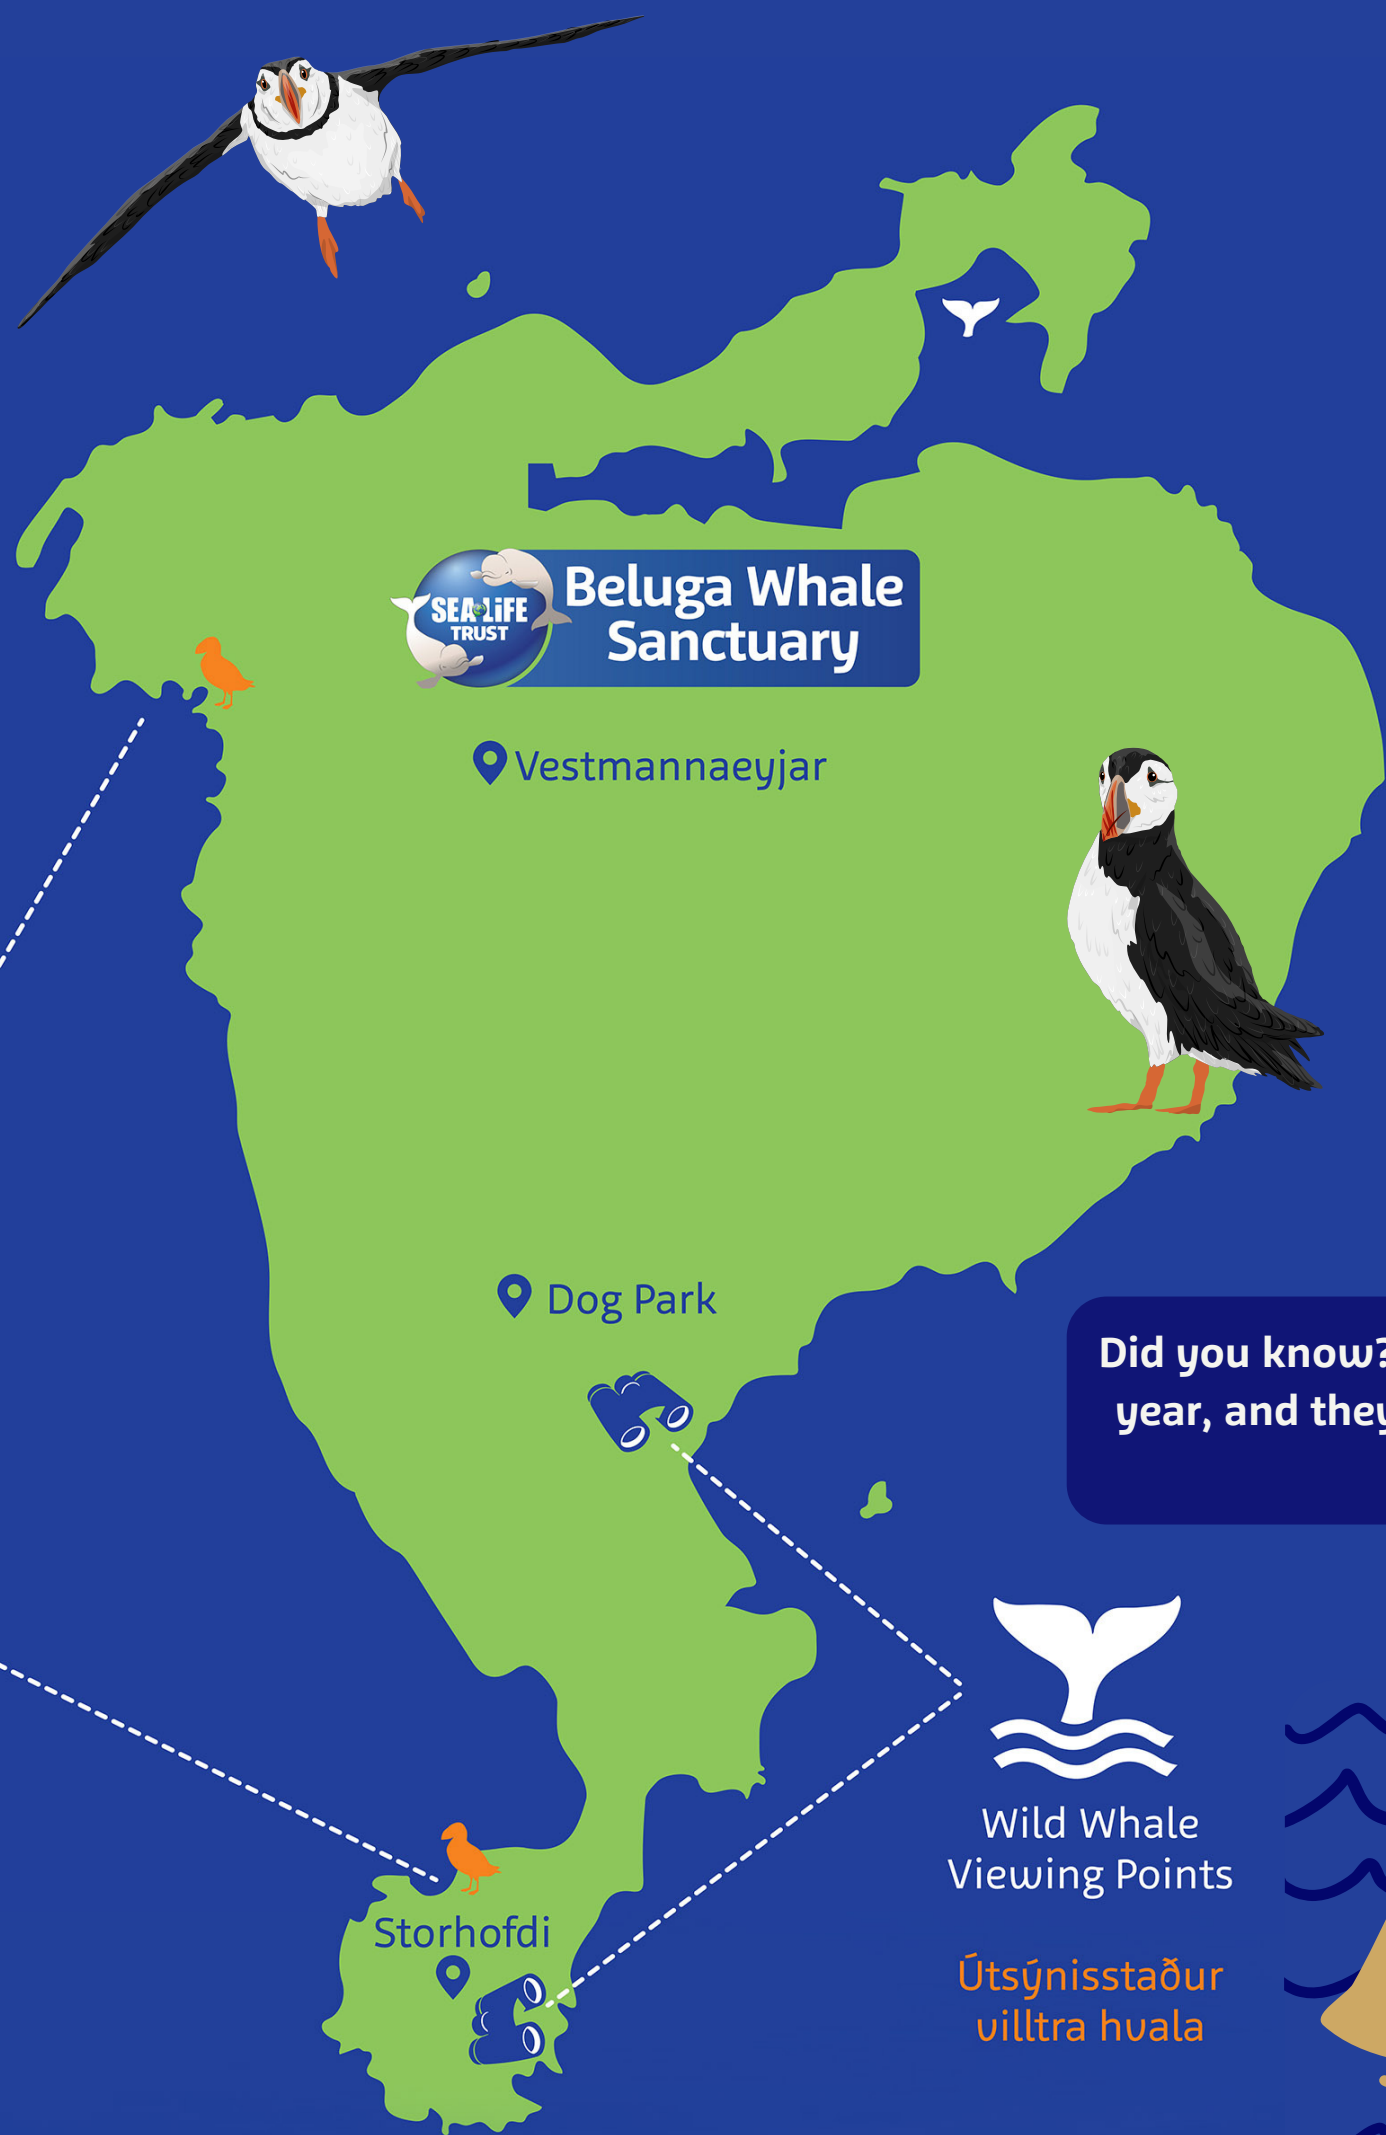 SEA LiFE
TRUST
Beluga Whale
Sanctuary
Vestmannaeyjar
Dog Park
Did you know?
year, and they
Wild Whale
Viewing Points
Útsýnisstaður
villtra hvala
Storhofdi